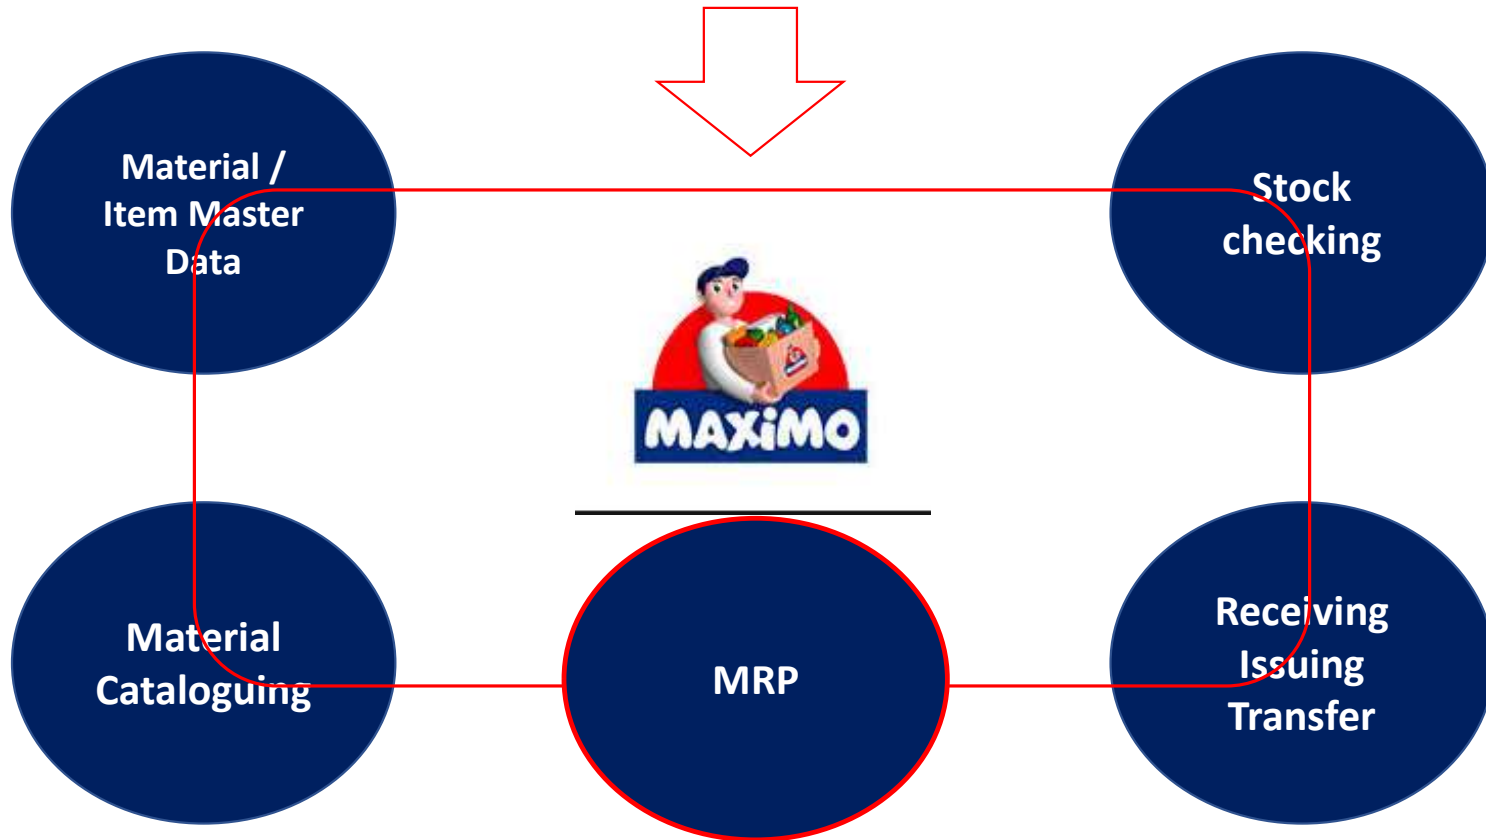 Material /
Item Master
Data
Stock
checking
MAXiMO
Material
Cataloguing
MRP
Receiving
Issuing
Transfer